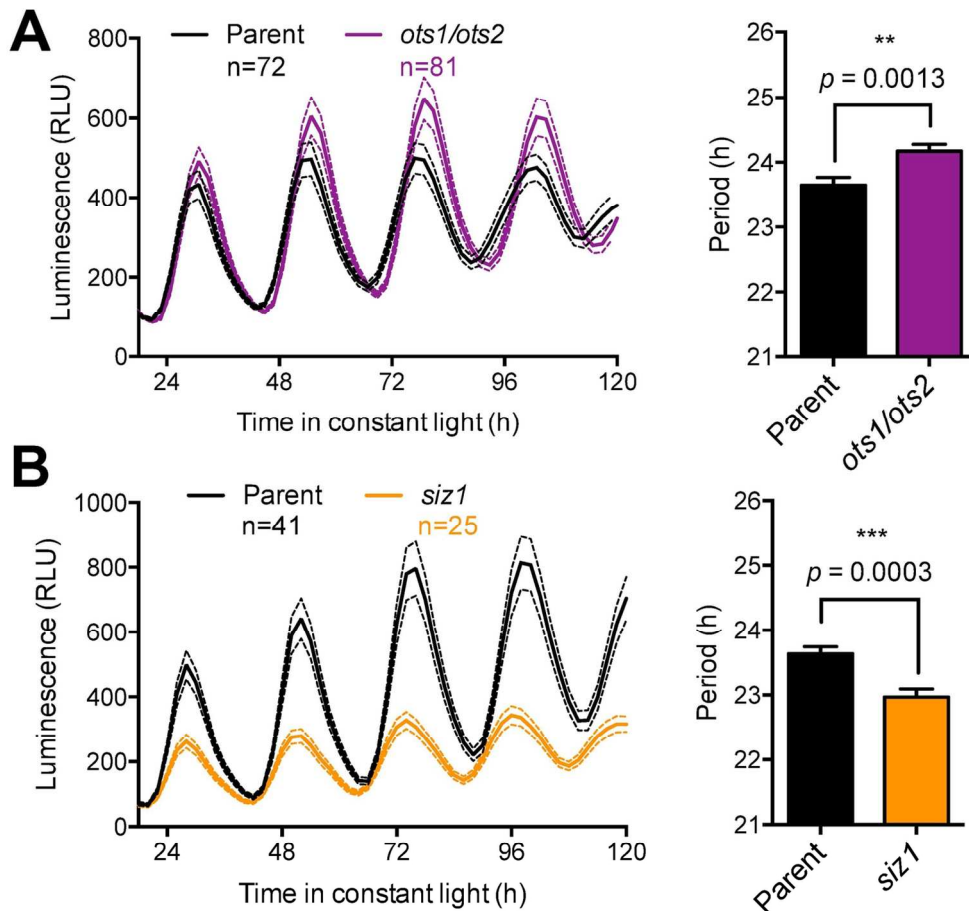 A
Parent
ots1/ots2
n=72
n=81
Luminescence (RLU)
800
600
400
200
0
24
48
72
96
120
Time in constant light (h)
**
p = 0.0013
Period (h)
26
25
24
23
22
21
Parent
ots1/ots2
B
Parent
siz1
n=41
n=25
Luminescence (RLU)
1000
800
600
400
200
0
24
48
72
96
120
Time in constant light (h)
***
p = 0.0003
Period (h)
26
25
24
23
22
21
Parent
siz1